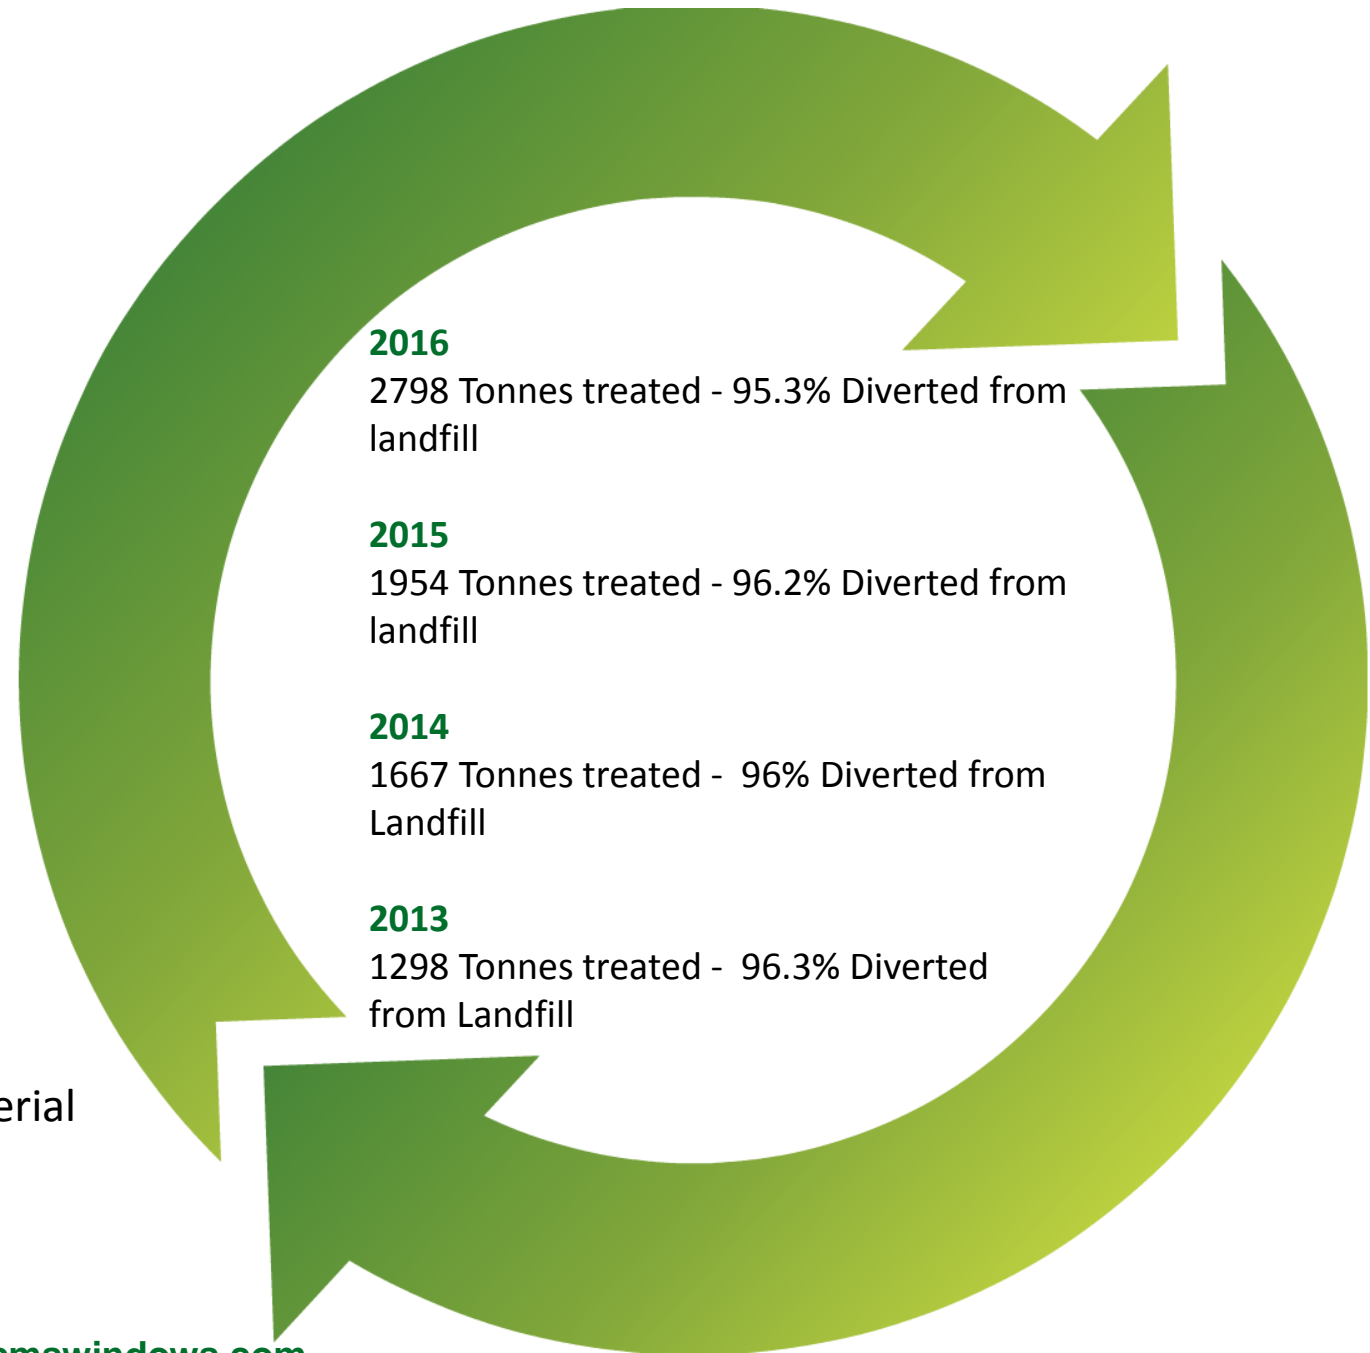 2016
2798 Tonnes treated - 95.3% Diverted from
landfill
2015
1954 Tonnes treated - 96.2% Diverted from
landfill
2014
1667 Tonnes treated -  96% Diverted from
Landfill
2013
1298 Tonnes treated -  96.3% Diverted
from Landfill
erial